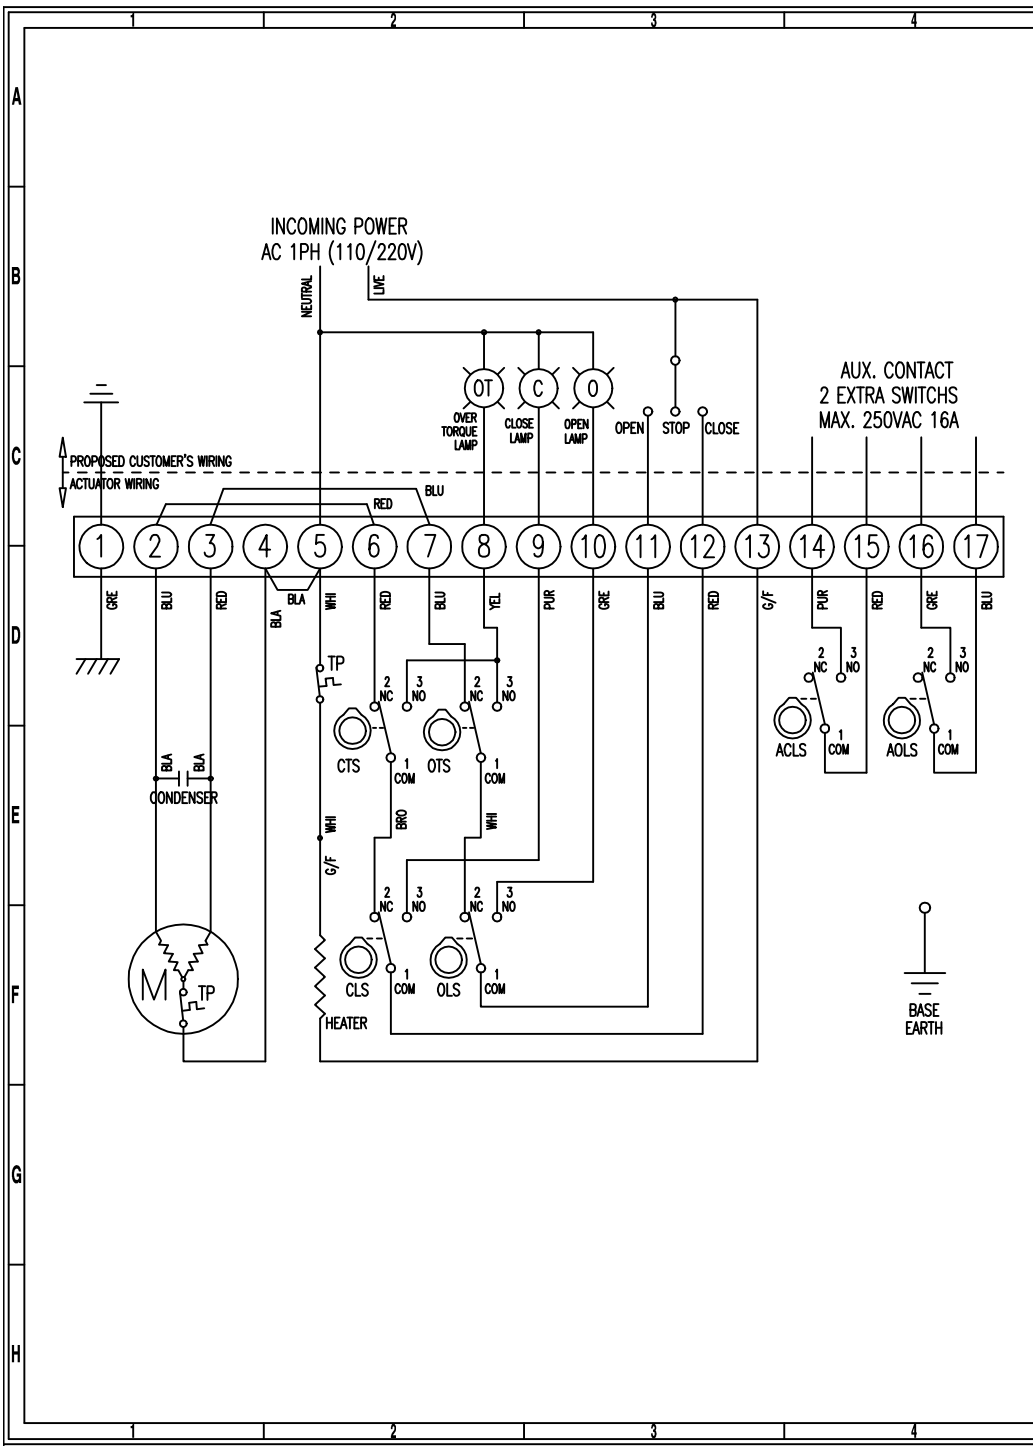 1 2 3 4
A
INCOMING POWER
AC 1PH (110/220V)
B
NEUTRAL
LIVE
AUX. CONTACT
2 EXTRA SWITCHS
MAX. 250VAC 16A
OT C O
OVER
TORQUE
LAMP
CLOSE
LAMP
OPEN
LAMP
OPEN STOP CLOSE
C
PROPOSED CUSTOMER'S WIRING
ACTUATOR WIRING
BLU
RED
1 2 3 4 5 6 7 8 9 10 11 12 13 14 15 16 17
GRE BLU RED BLA BLA WHI RED BLU YEL PUR GRE BLU RED G/F PUR RED GRE BLU
D
TP
2
NC
3
NO
2
NC
3
NO
2
NC
3
NO
2
NC
3
NO
CTS
1
COM
OTS
1
COM
ACLS
1
COM
AOLS
1
COM
BLA BLA
CONDENSER
E
WHI
G/F
BRO
WHI
2
NC
3
NO
2
NC
3
NO
F
M
TP
CLS
1
COM
OLS
1
COM
HEATER
BASE
EARTH
G
H
1 2 3 4